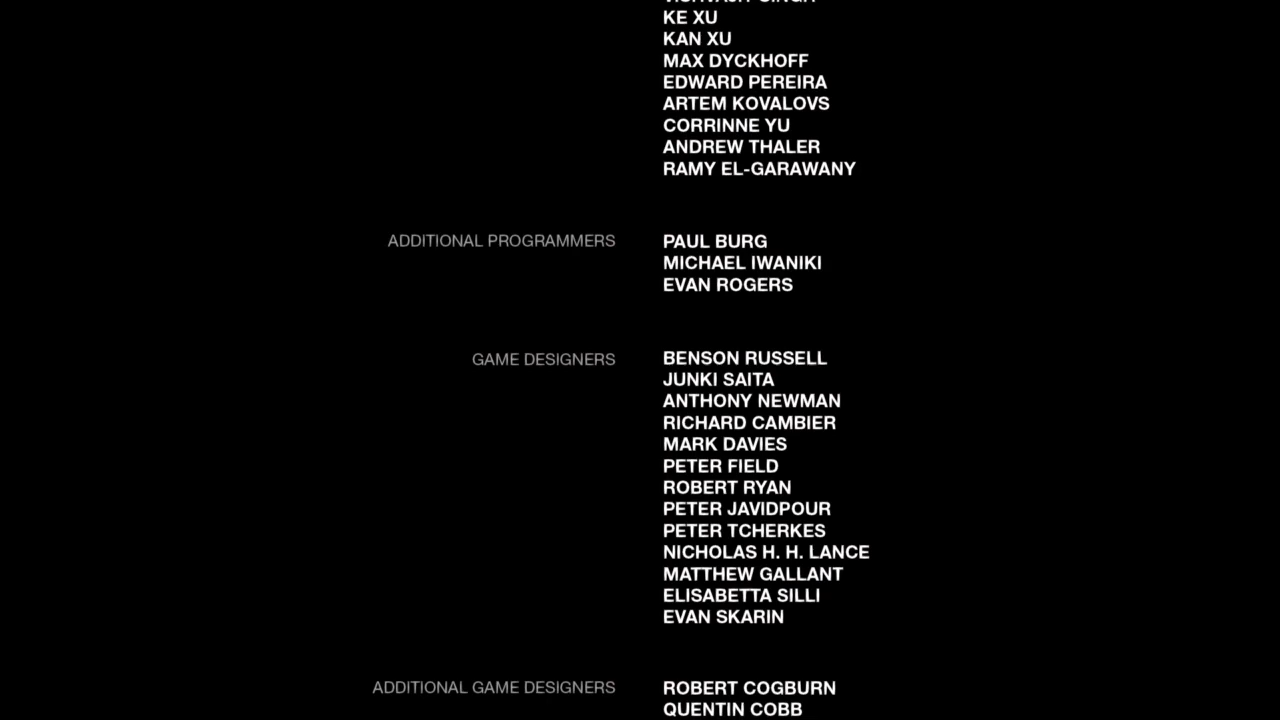 KE XU
KAN XU
MAX DYCKHOFF
EDWARD PEREIRA
ARTEM KOVALOVS
CORRINNE YU
ANDREW THALER
RAMY EL-GARAWANY
ADDITIONAL PROGRAMMERS PAUL BURG
MICHAEL IWANIKI
EVAN ROGERS
GAME DESIGNERS BENSON RUSSELL
JUNKI SAITA
ANTHONY NEWMAN
RICHARD CAMBIER
MARK DAVIES
PETER FIELD
ROBERT RYAN
PETER JAVIDPOUR
PETER TCHERKES
NICHOLAS H. H. LANCE
MATTHEW GALLANT
ELISABETTA SILLI
EVAN SKARIN
ADDITIONAL GAME DESIGNERS ROBERT COGBURN
QUENTIN COBB